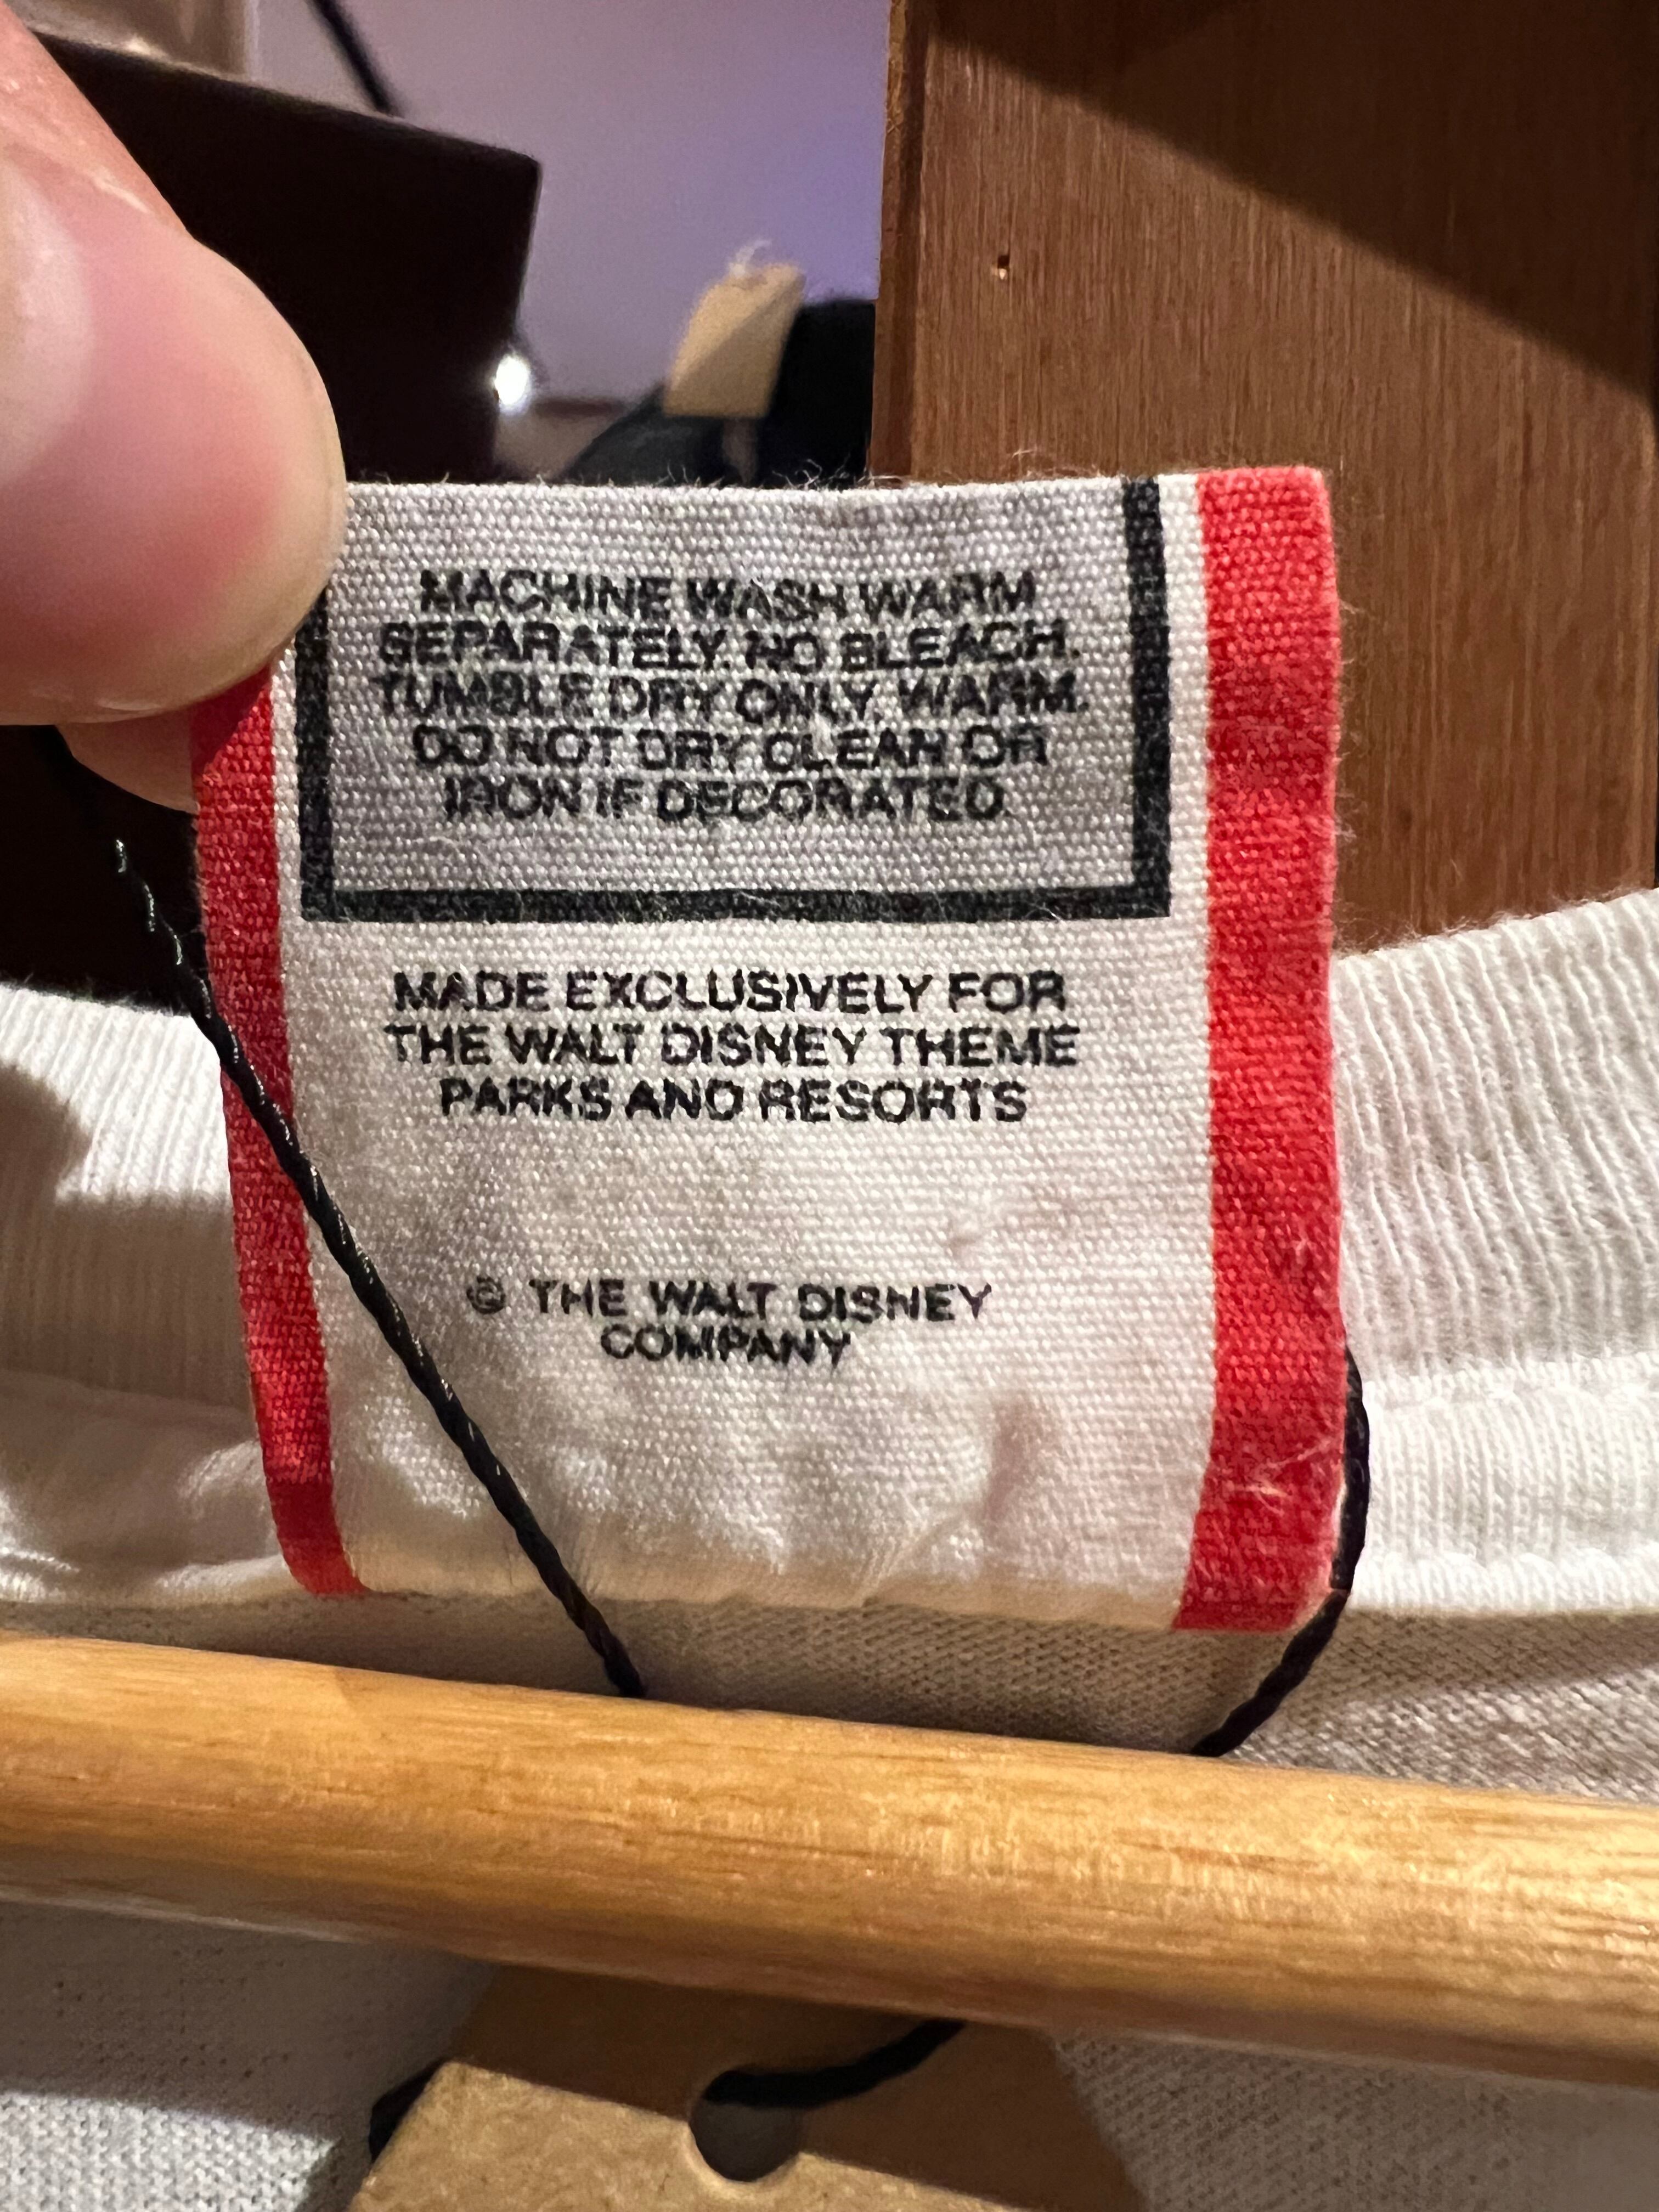 MACHINE WASH WARM
SEPARATELY. NO BLEACH.
TUMBLE DRY ONLY. WARM.
DO NOT DRY CLEAN OR
IRON IF DECORATED
MADE EXCLUSIVELY FOR
THE WALT DISNEY THEME
PARKS AND RESORTS
© THE WALT DISNEY
COMPANY